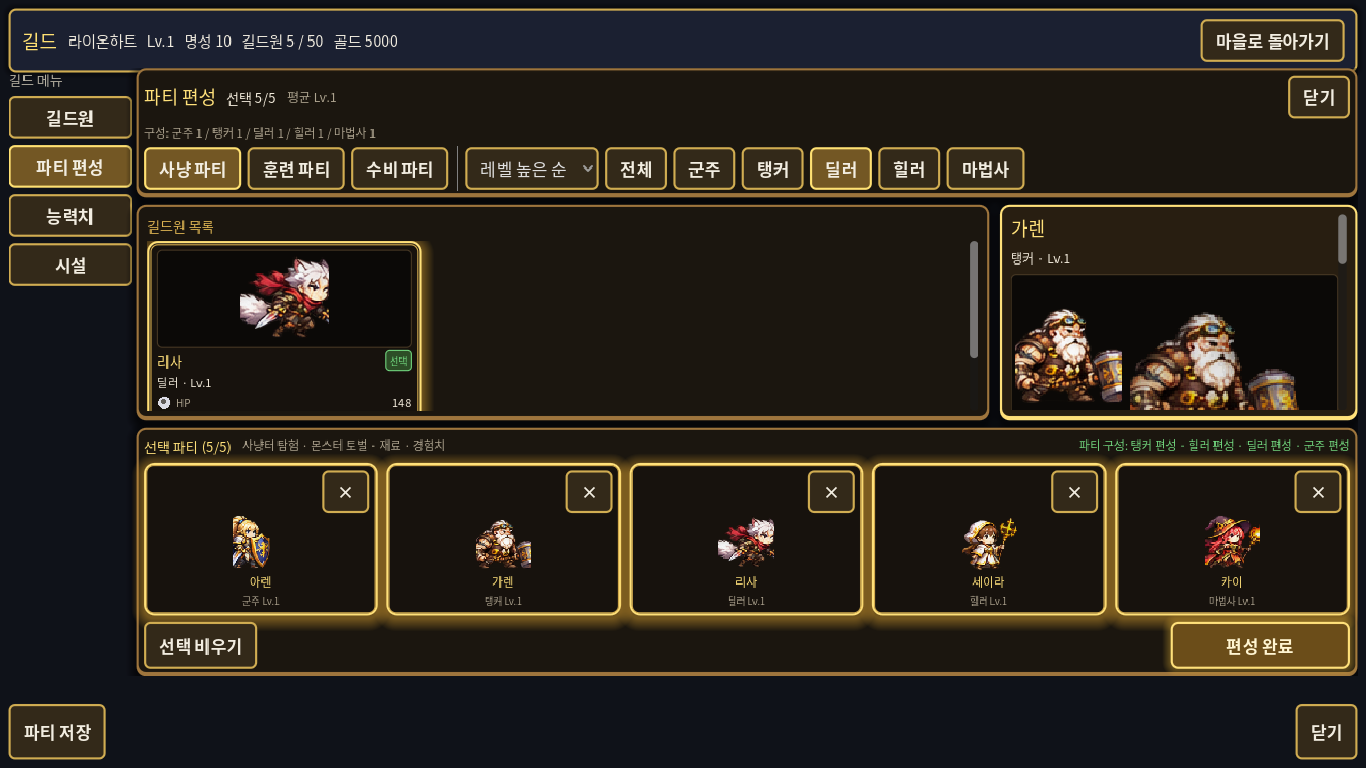 길드 라이온하트 Lv.1 명성 10 길드원 5 / 50 골드 5000 마을로 돌아가기
길드 메뉴
길드원
파티 편성
능력치
시설
파티 편성 선택 5/5 평균 Lv.1 닫기
구성: 군주 1 / 탱커 1 / 딜러 1 / 힐러 1 / 마법사 1
사냥 파티 훈련 파티 수비 파티 레벨 높은 순 전체 군주 탱커 딜러 힐러 마법사
길드원 목록
리사 선택
딜러 · Lv.1
HP 148
가렌
탱커 - Lv.1
선택 파티 (5/5) 사냥터 탐험 · 몬스터 토벌 · 재료 · 경험치 파티 구성: 탱커 편성 · 힐러 편성 · 딜러 편성 · 군주 편성
× × × × ×
아렌 가렌 리사 세이라 카이
군주 Lv.1 탱커 Lv.1 딜러 Lv.1 힐러 Lv.1 마법사 Lv.1
선택 비우기 편성 완료
파티 저장 닫기